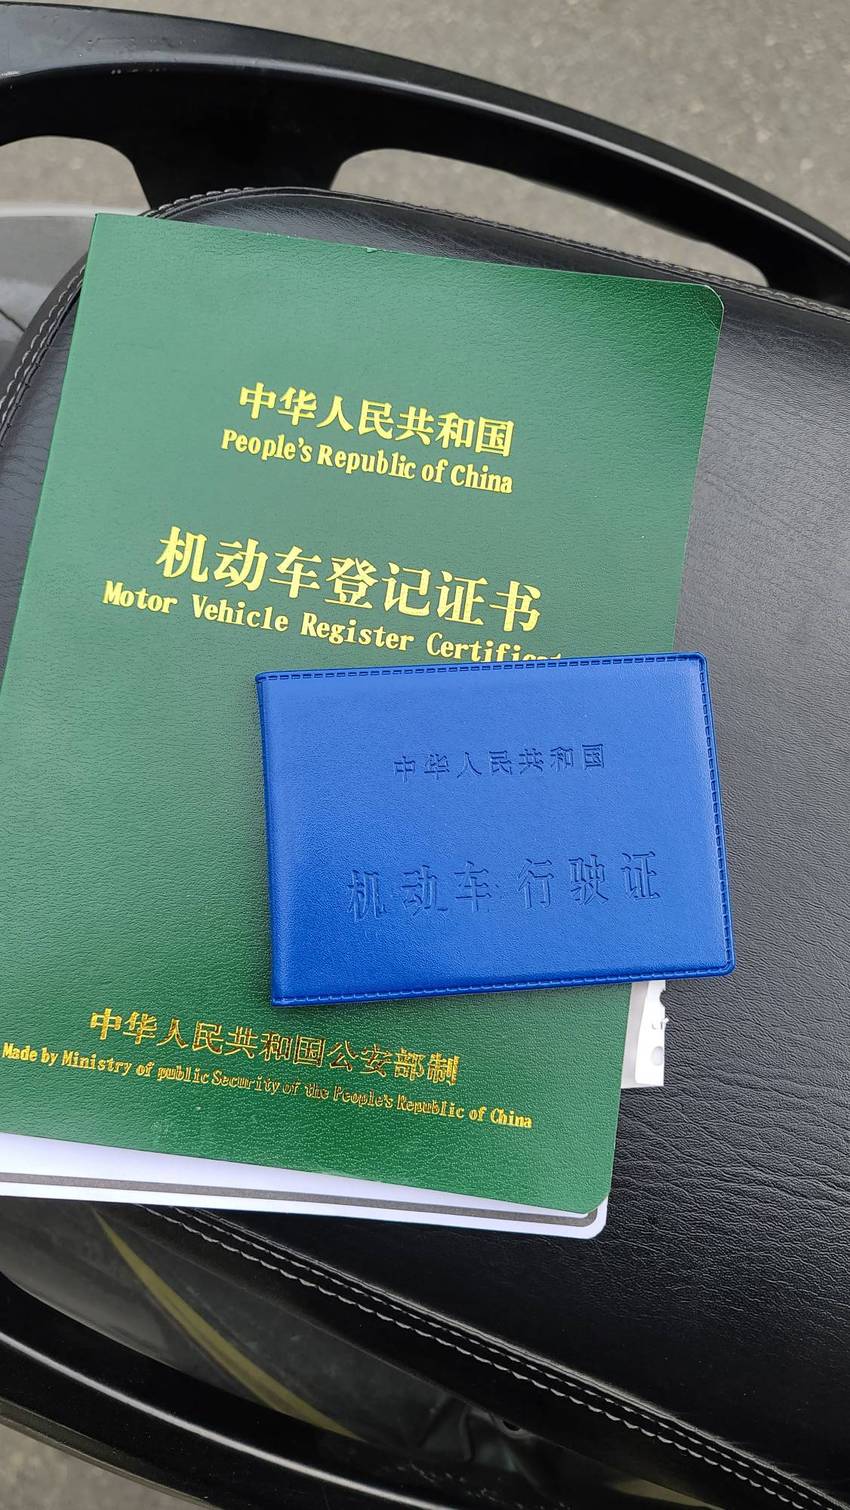 中华人民共和国
People's Republic of China
机动车登记证书
Motor Vehicle Register
中华人民共和国
机动车行驶证
中华人民共和国公安部制
Made by Ministry of public Security of the People's Republic of China